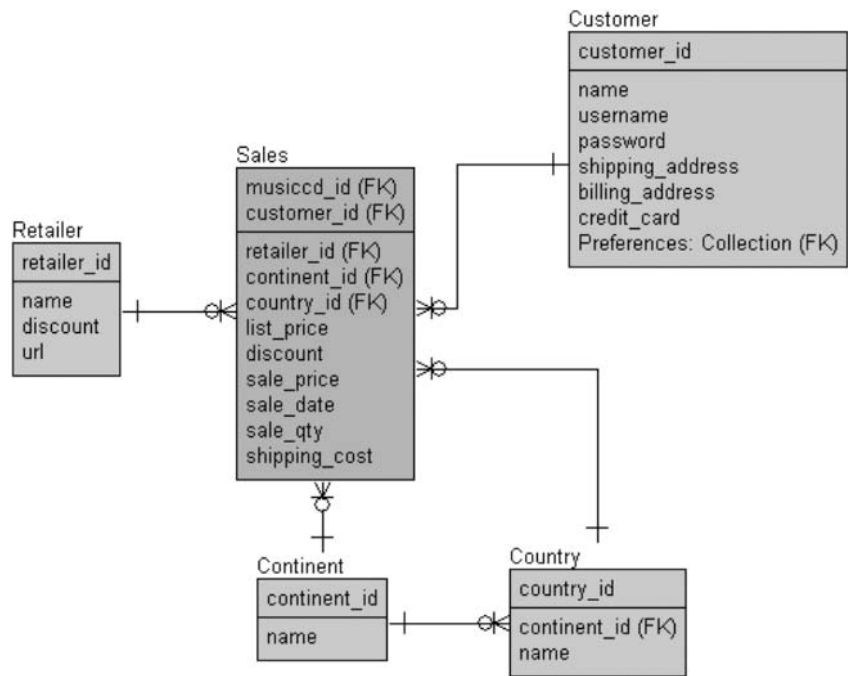 Customer
customer_id
name
username
password
shipping_address
billing_address
credit_card
Preferences: Collection (FK)
Sales
musiccd_id (FK)
customer_id (FK)
retailer_id (FK)
continent_id (FK)
country_id (FK)
list_price
discount
sale_price
sale_date
sale_qty
shipping_cost
Retailer
retailer_id
name
discount
url
Continent
continent_id
name
Country
country_id
continent_id (FK)
name